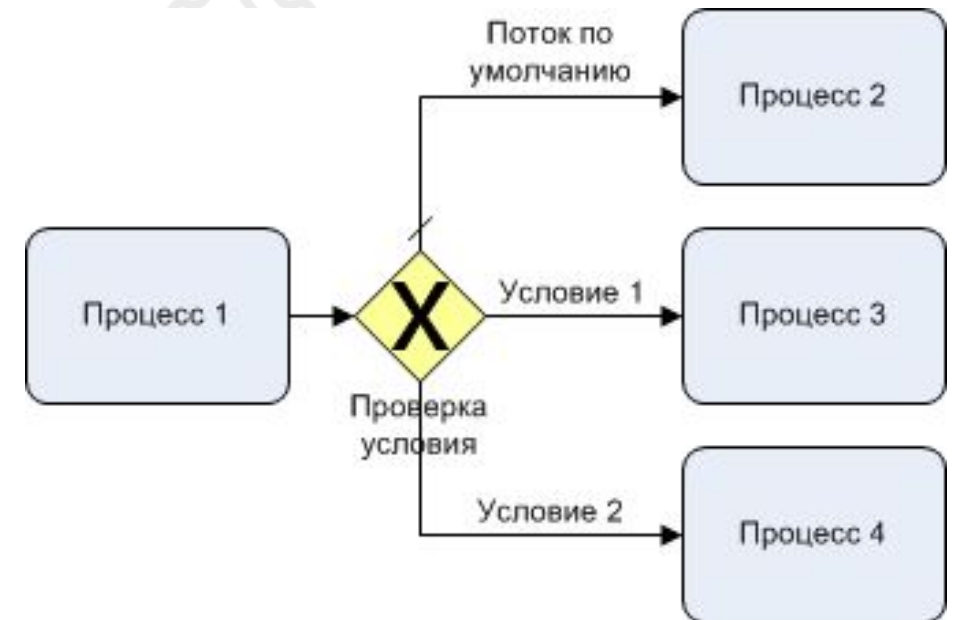 Поток по
умолчанию
Процесс 2
Процесс 1
X
Условие 1
Процесс 3
Проверка
условия
Условие 2
Процесс 4